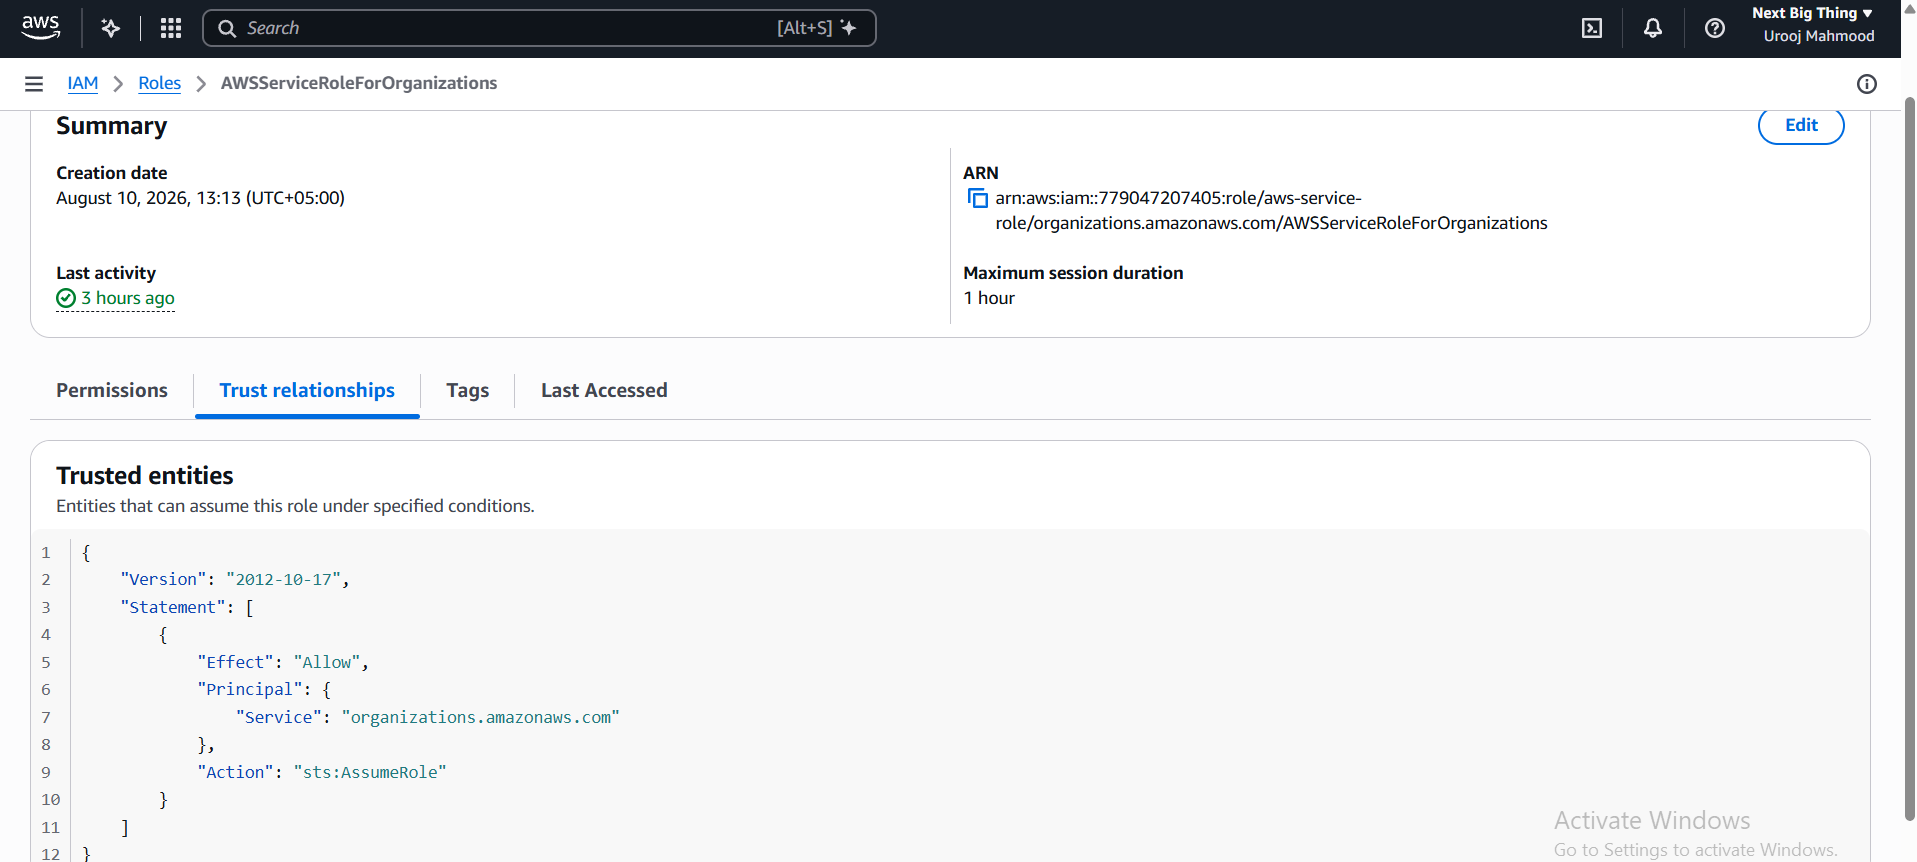 aws
Search
[Alt+S]
Next Big Thing
Urooj Mahmood
IAM
Roles
AWSServiceRoleForOrganizations
Summary
Edit
Creation date
August 10, 2026, 13:13 (UTC+05:00)
ARN
arn:aws:iam::779047207405:role/aws-service-
role/organizations.amazonaws.com/AWSServiceRoleForOrganizations
Last activity
3 hours ago
Maximum session duration
1 hour
Permissions
Trust relationships
Tags
Last Accessed
Trusted entities
Entities that can assume this role under specified conditions.
1 {
2 "Version": "2012-10-17",
3 "Statement": [
4 {
5 "Effect": "Allow",
6 "Principal": {
7 "Service": "organizations.amazonaws.com"
8 },
9 "Action": "sts:AssumeRole"
10 }
11 ]
12 }
Activate Windows
Go to Settings to activate Windows.